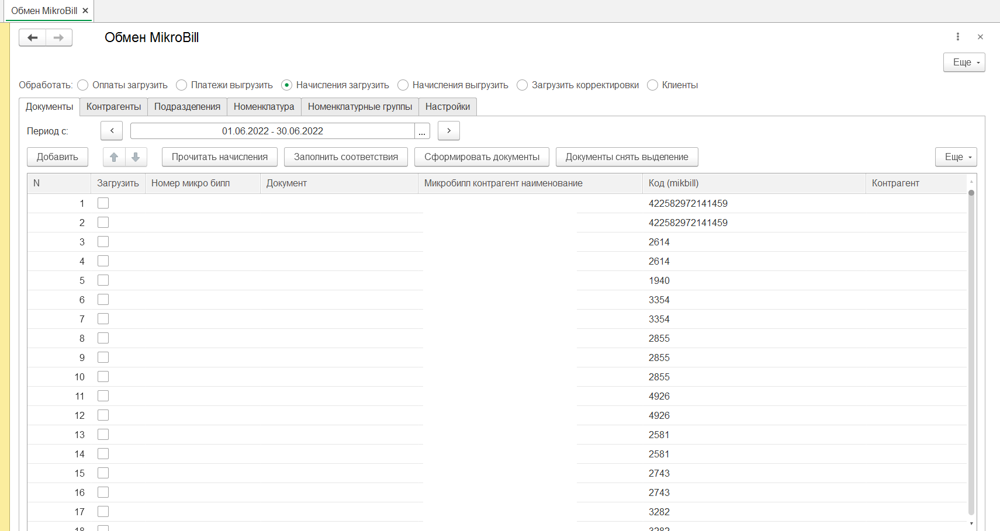 Обмен MikroBill ×
Обмен MikroBill
Еще
Обработать: Оплаты загрузить Платежи выгрузить Начисления загрузить Начисления выгрузить Загрузить корректировки Клиенты
Документы Контрагенты Подразделения Номенклатура Номенклатурные группы Настройки
Период с: < 01.06.2022 - 30.06.2022 ... >
Добавить Прочитать начисления Заполнить соответствия Сформировать документы Документы снять выделение Еще
N Загрузить Номер микро билл Документ Микробилл контрагент наименование Код (mikbill) Контрагент
1 422582972141459
2 422582972141459
3 2614
4 2614
5 1940
6 3354
7 3354
8 2855
9 2855
10 2855
11 4926
12 4926
13 2581
14 2581
15 2743
16 2743
17 3282
18 3282